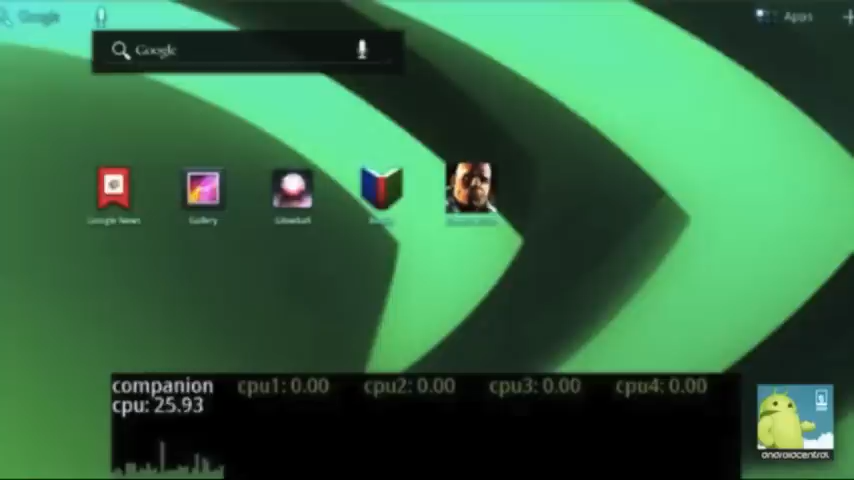 Google
Apps
Google
Google News
Gallery
Glowball
companion
cpu: 25.93
cpu1: 0.00
cpu2: 0.00
cpu3: 0.00
cpu4: 0.00
androidcentral